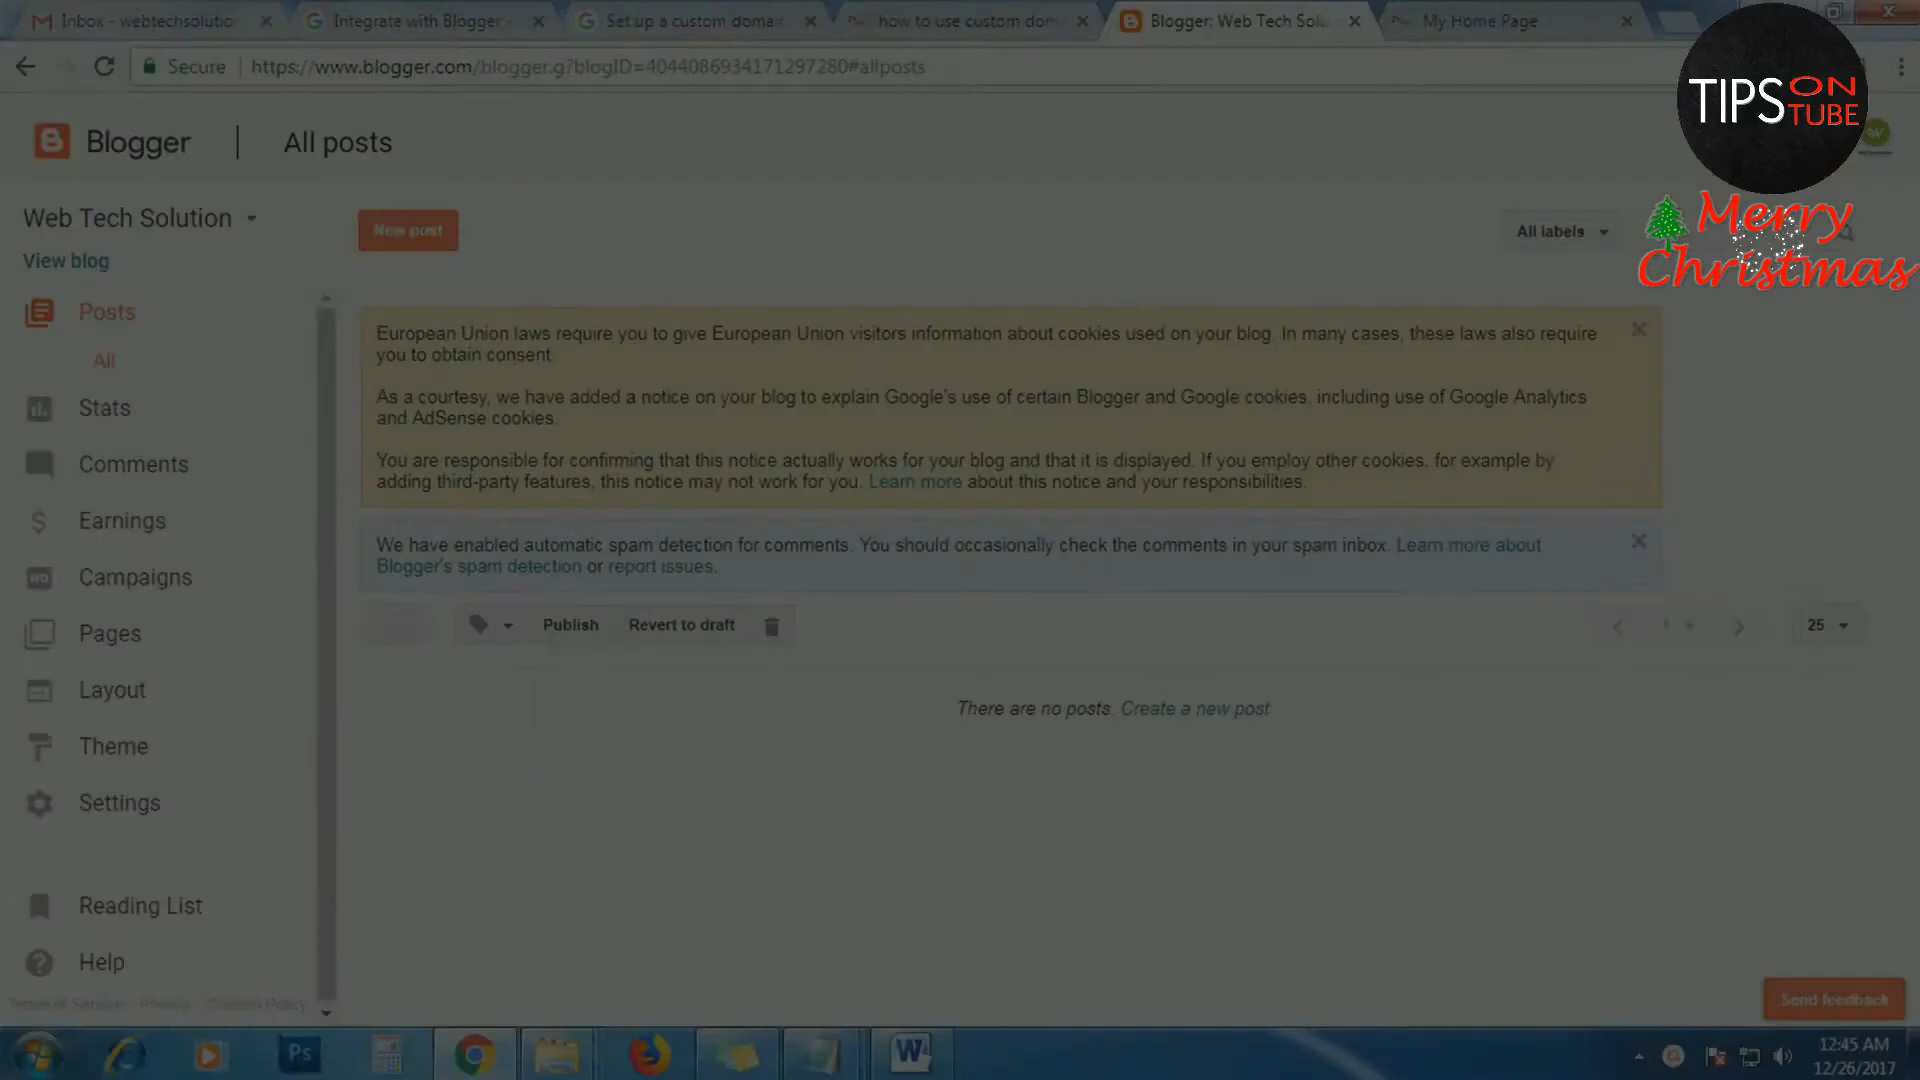 Inbox - webtechsolutio
Integrate with Blogger
Set up a custom domai
how to use custom do
Blogger: Web Tech Sol
My Home Page
Secure
https://www.blogger.com/blogger.g?blogID=4044086934171297280#allposts
TIPS ON TUBE
Merry
Christmas
Blogger
All posts
Web Tech Solution
View blog
New post
All labels
Posts
All
Stats
Comments
Earnings
Campaigns
Pages
Layout
Theme
Settings
Reading List
Help
Terms of Service
Privacy
Content Policy
European Union laws require you to give European Union visitors information about cookies used on your blog. In many cases, these laws also require
you to obtain consent.
As a courtesy, we have added a notice on your blog to explain Google's use of certain Blogger and Google cookies, including use of Google Analytics
and AdSense cookies.
You are responsible for confirming that this notice actually works for your blog and that it is displayed. If you employ other cookies, for example by
adding third-party features, this notice may not work for you. Learn more about this notice and your responsibilities.
We have enabled automatic spam detection for comments. You should occasionally check the comments in your spam inbox. Learn more about
Blogger's spam detection or report issues.
Publish
Revert to draft
25
There are no posts. Create a new post
Send feedback
Ps
W
12:45 AM
12/26/2017